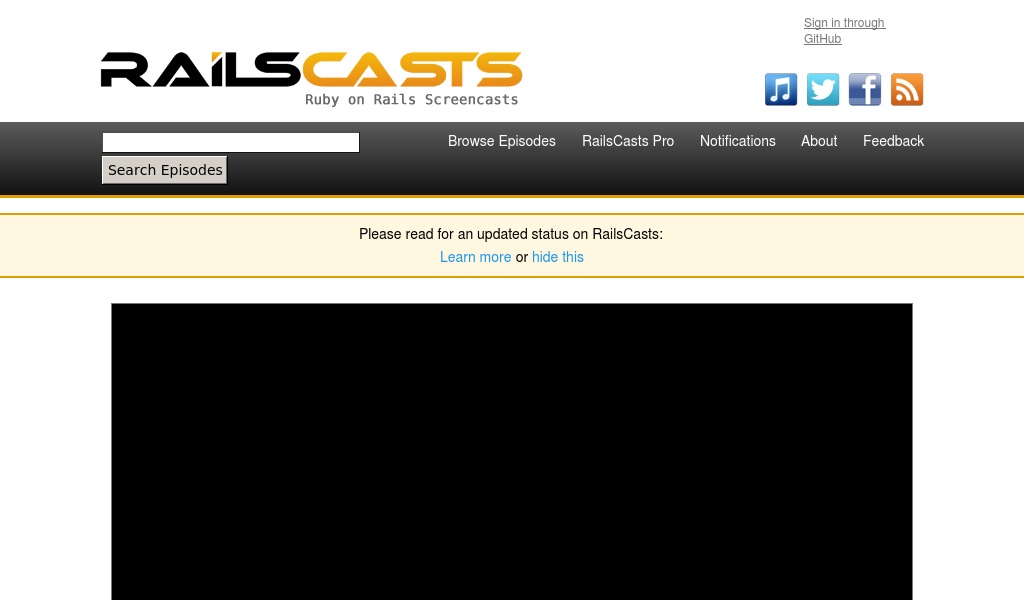 Sign in through
GitHub
RAILSCASTS
Ruby on Rails Screencasts
Browse Episodes RailsCasts Pro Notifications About Feedback
Search Episodes
Please read for an updated status on RailsCasts:
Learn more or hide this